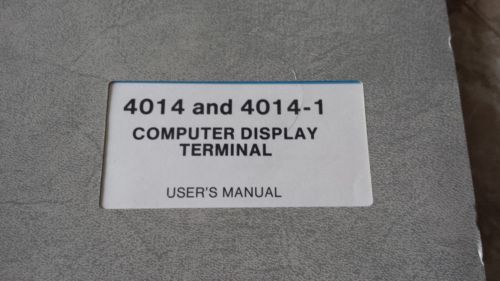 4014 and 4014-1
COMPUTER DISPLAY
TERMINAL
USER'S MANUAL